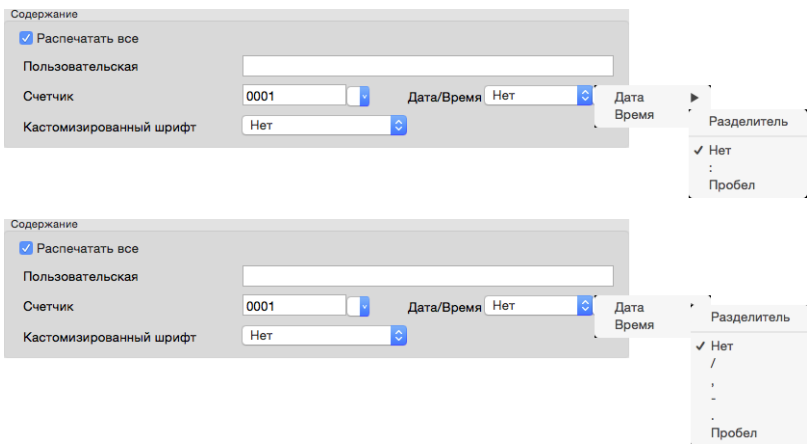 Содержание
Распечатать все
Пользовательская
Счетчик 0001 Дата/Время Нет Дата
Время
Кастомизированный шрифт Нет
Разделитель
Нет
:
Пробел
Содержание
Распечатать все
Пользовательская
Счетчик 0001 Дата/Время Нет Дата
Время
Кастомизированный шрифт Нет
Разделитель
Нет
/
,
-
.
Пробел